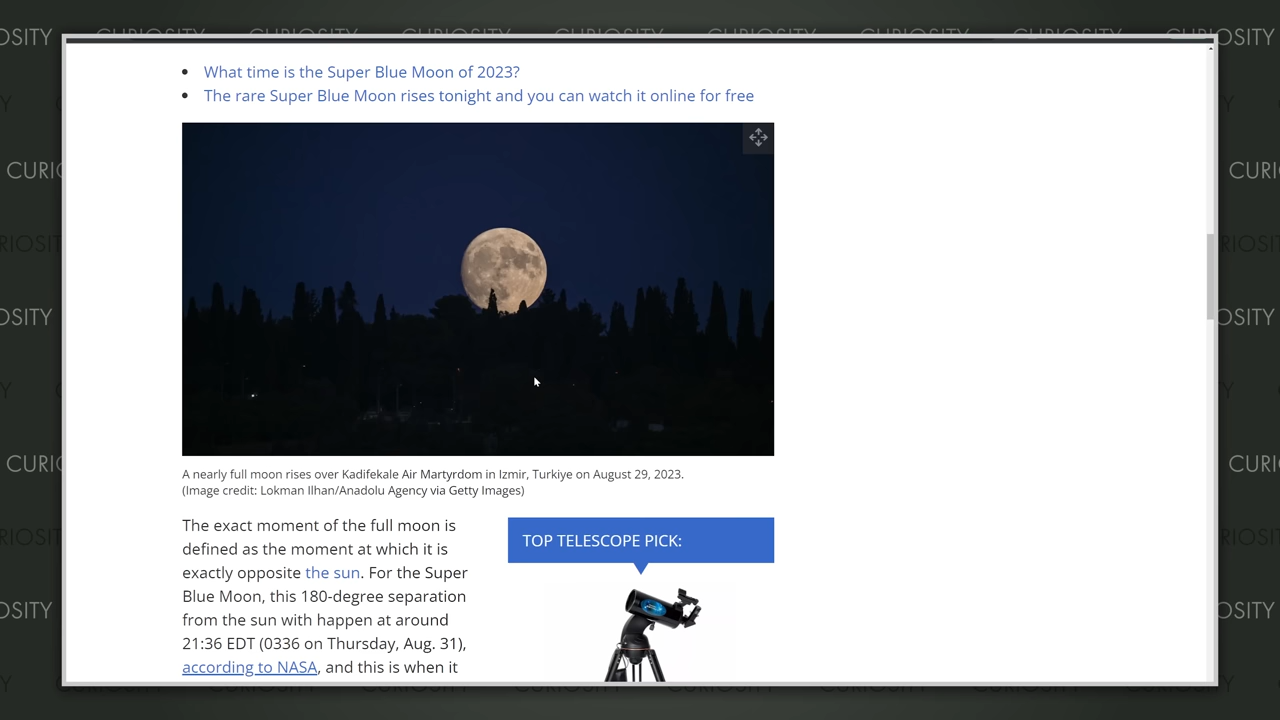 What time is the Super Blue Moon of 2023?
The rare Super Blue Moon rises tonight and you can watch it online for free
A nearly full moon rises over Kadifekale Air Martyrdom in Izmir, Turkiye on August 29, 2023.
(Image credit: Lokman Ilhan/Anadolu Agency via Getty Images)
The exact moment of the full moon is
defined as the moment at which it is
exactly opposite the sun. For the Super
Blue Moon, this 180-degree separation
from the sun with happen at around
21:36 EDT (0336 on Thursday, Aug. 31),
according to NASA, and this is when it
TOP TELESCOPE PICK:
CURIOSITY